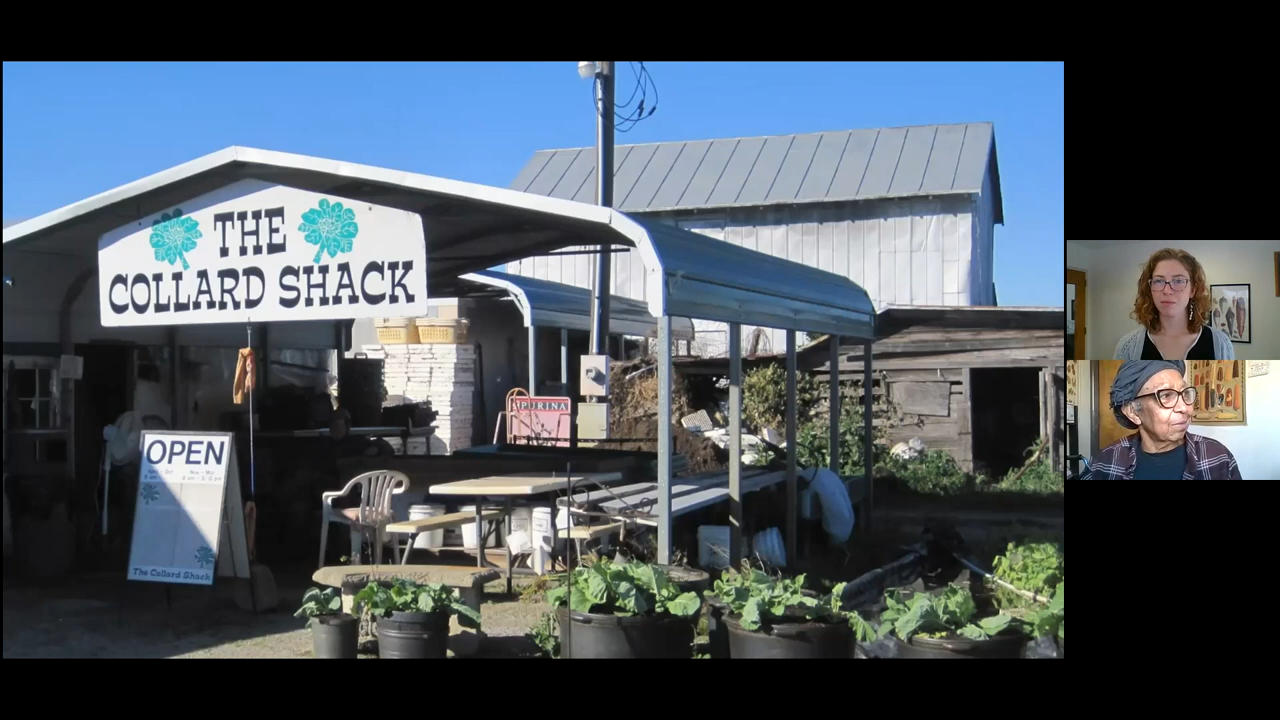 THE
COLLARD SHACK
PURINA
OPEN
The Collard Shack